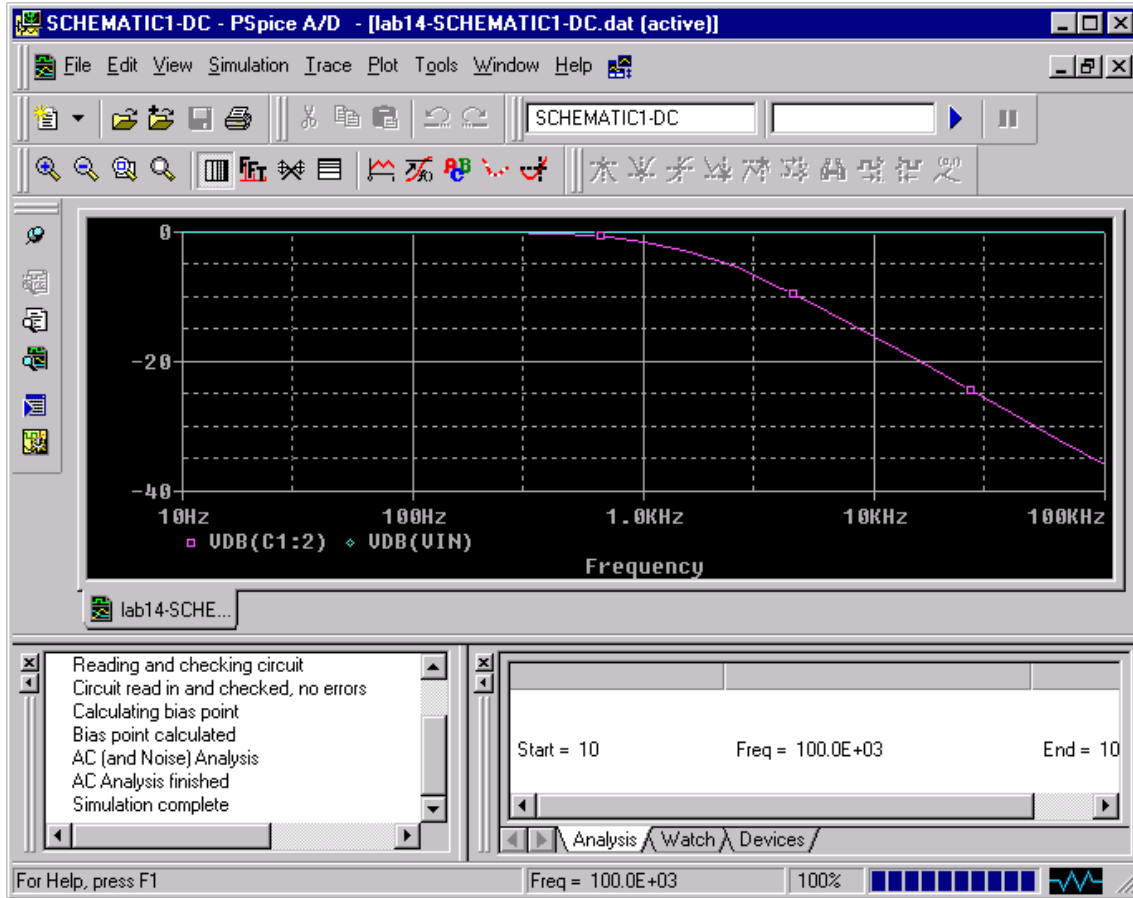 SCHEMATIC1-DC - PSpice A/D - [lab14-SCHEMATIC1-DC.dat (active)]
File Edit View Simulation Trace Plot Tools Window Help
SCHEMATIC1-DC
FFT
ABC
0
-20
-40
10Hz 100Hz 1.0KHz 10KHz 100KHz
VDB(C1:2) VDB(VIN)
Frequency
lab14-SCHE...
Reading and checking circuit
Circuit read in and checked, no errors
Calculating bias point
Bias point calculated
AC (and Noise) Analysis
AC Analysis finished
Simulation complete
Start = 10 Freq = 100.0E+03 End = 10
Analysis Watch Devices
For Help, press F1 Freq = 100.0E+03 100%